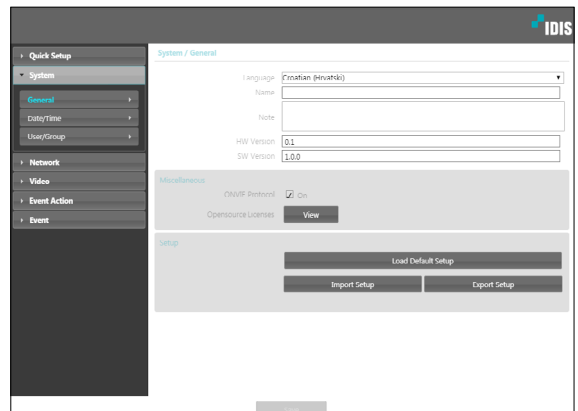 IDIS
Quick Setup
System
General
Date/Time
User/Group
Network
Video
Event Action
Event
System / General
Language Croatian (Hrvatski)
Name
Note
HW Version 0.1
SW Version 1.0.0
Miscellaneous
ONVIF Protocol On
Opensource Licenses View
Setup
Load Default Setup
Import Setup Export Setup